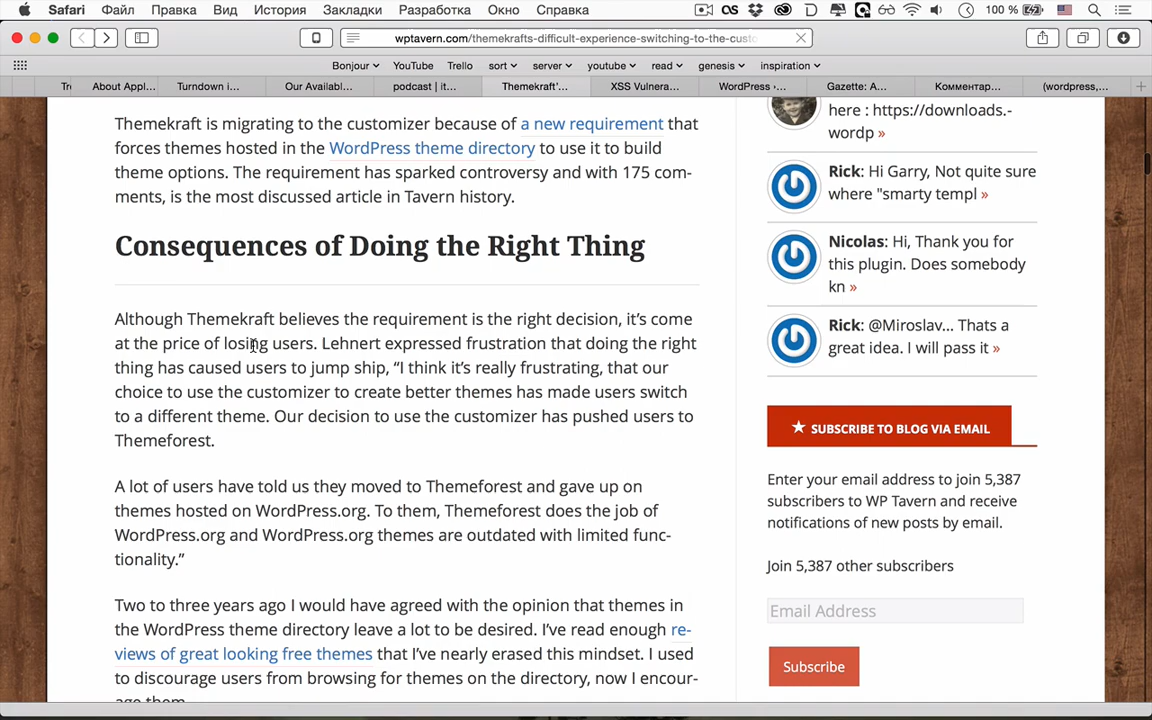 Safari Файл Правка Вид История Закладки Разработка Окно Справка 100 %
wptavern.com/themekrafts-difficult-experience-switching-to-the-custo
Bonjour YouTube Trello sort server youtube read genesis inspiration
Tr About Appl... Turndown i... Our Availabl... podcast | it... Themekraft'... XSS Vulnera... WordPress ›... Gazette: A... Комментар... (wordpress,...
Themekraft is migrating to the customizer because of a new requirement that
forces themes hosted in the WordPress theme directory to use it to build
theme options. The requirement has sparked controversy and with 175 com-
ments, is the most discussed article in Tavern history.
Consequences of Doing the Right Thing
Although Themekraft believes the requirement is the right decision, it’s come
at the price of losing users. Lehnert expressed frustration that doing the right
thing has caused users to jump ship, “I think it’s really frustrating, that our
choice to use the customizer to create better themes has made users switch
to a different theme. Our decision to use the customizer has pushed users to
Themeforest.
A lot of users have told us they moved to Themeforest and gave up on
themes hosted on WordPress.org. To them, Themeforest does the job of
WordPress.org and WordPress.org themes are outdated with limited func-
tionality.”
Two to three years ago I would have agreed with the opinion that themes in
the WordPress theme directory leave a lot to be desired. I’ve read enough re-
views of great looking free themes that I’ve nearly erased this mindset. I used
to discourage users from browsing for themes on the directory, now I encour-
age them
here : https://downloads.-
wordp »
Rick: Hi Garry, Not quite sure
where "smarty templ »
Nicolas: Hi, Thank you for
this plugin. Does somebody
kn »
Rick: @Miroslav... Thats a
great idea. I will pass it »
★ SUBSCRIBE TO BLOG VIA EMAIL
Enter your email address to join 5,387
subscribers to WP Tavern and receive
notifications of new posts by email.
Join 5,387 other subscribers
Email Address
Subscribe